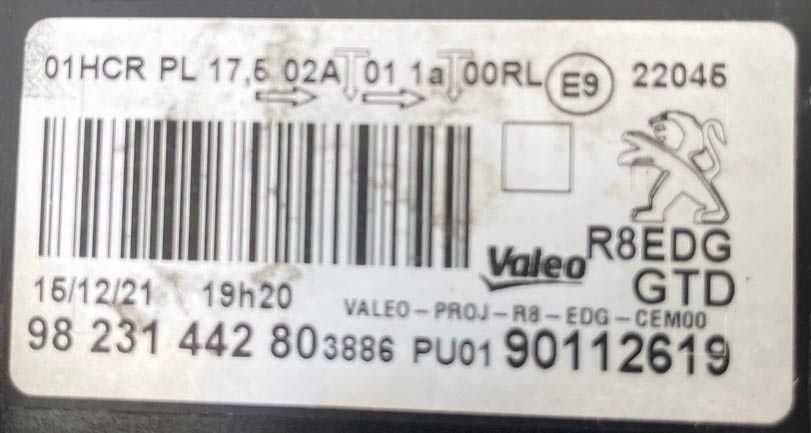 01HCR PL 17,5 02A 01 1a 00RL E9 22045
Valeo R8EDG
GTD
15/12/21 19h20
VALEO-PROJ-R8-EDG-CEM00
98 231 442 80 3886 PU01 90112619